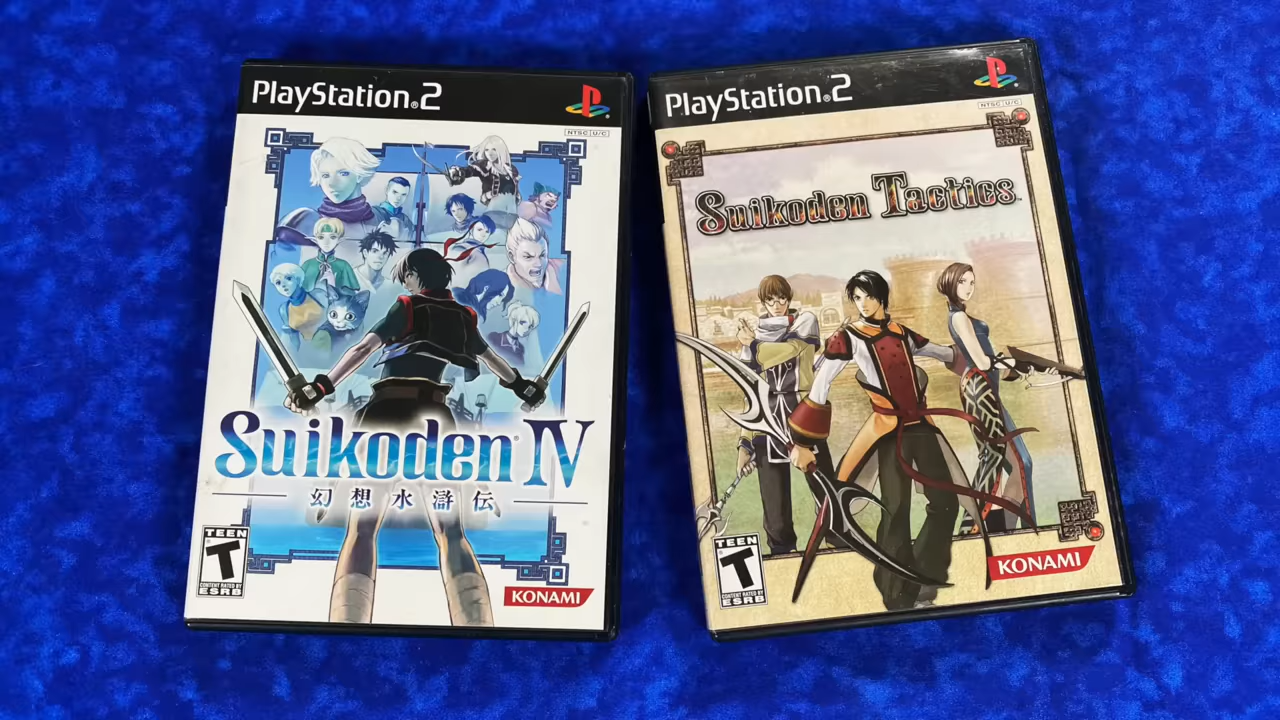 PlayStation®2
NTSC U/C
Suikoden® IV
幻想水滸伝
TEEN
T
CONTENT RATED BY
ESRB
KONAMI
PlayStation®2
NTSC U/C
Suikoden Tactics™
TEEN
T
CONTENT RATED BY
ESRB
KONAMI